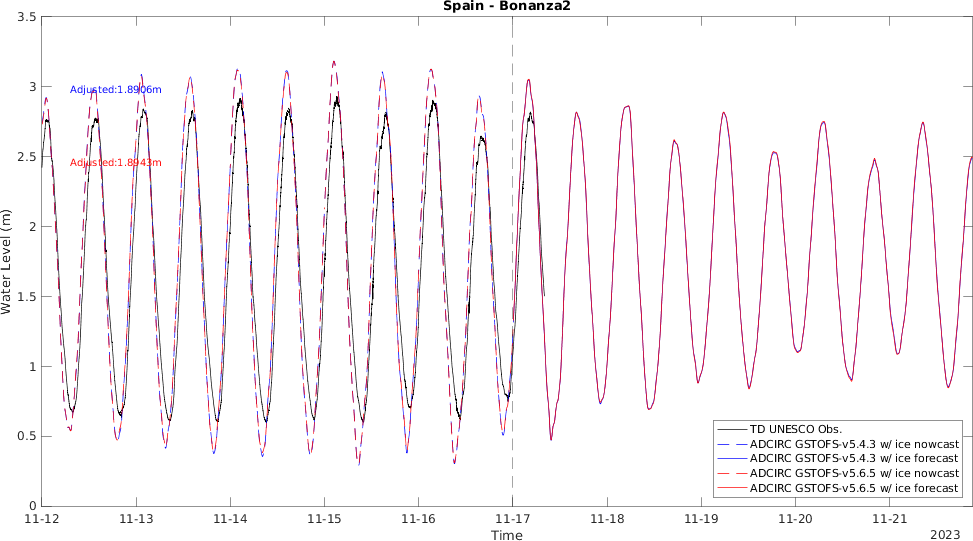 Spain - Bonanza2
3.5
3
2.5
2
1.5
1
0.5
0
Water Level (m)
Adjusted:1.8906m
Adjusted:1.8943m
TD UNESCO Obs.
ADCIRC GSTOFS-v5.4.3 w/ ice nowcast
ADCIRC GSTOFS-v5.4.3 w/ ice forecast
ADCIRC GSTOFS-v5.6.5 w/ ice nowcast
ADCIRC GSTOFS-v5.6.5 w/ ice forecast
11-12 11-13 11-14 11-15 11-16 11-17 11-18 11-19 11-20 11-21
Time
2023